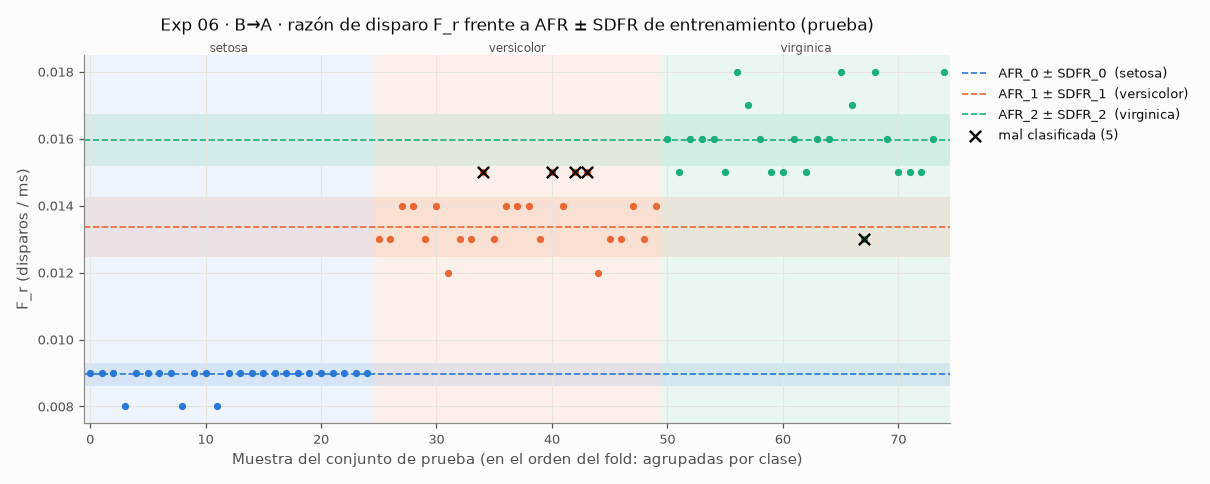 Exp 06 · B→A · razón de disparo F_r frente a AFR ± SDFR de entrenamiento (prueba)
setosa
versicolor
virginica
0.018
0.016
0.014
0.012
0.010
0.008
F_r (disparos / ms)
0
10
20
30
40
50
60
70
Muestra del conjunto de prueba (en el orden del fold: agrupadas por clase)
AFR_0 ± SDFR_0 (setosa)
AFR_1 ± SDFR_1 (versicolor)
AFR_2 ± SDFR_2 (virginica)
mal clasificada (5)